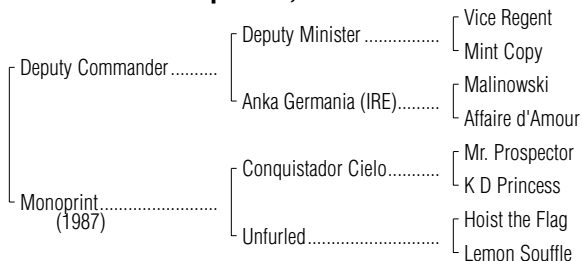 Vice Regent
Deputy Minister ..................
Mint Copy
Deputy Commander..........
Malinowski
Anka Germania (IRE).........
Affaire d'Amour
Mr. Prospector
Conquistador Cielo...........
K D Princess
Monoprint.........................
(1987)
Hoist the Flag
Unfurled............................
Lemon Souffle